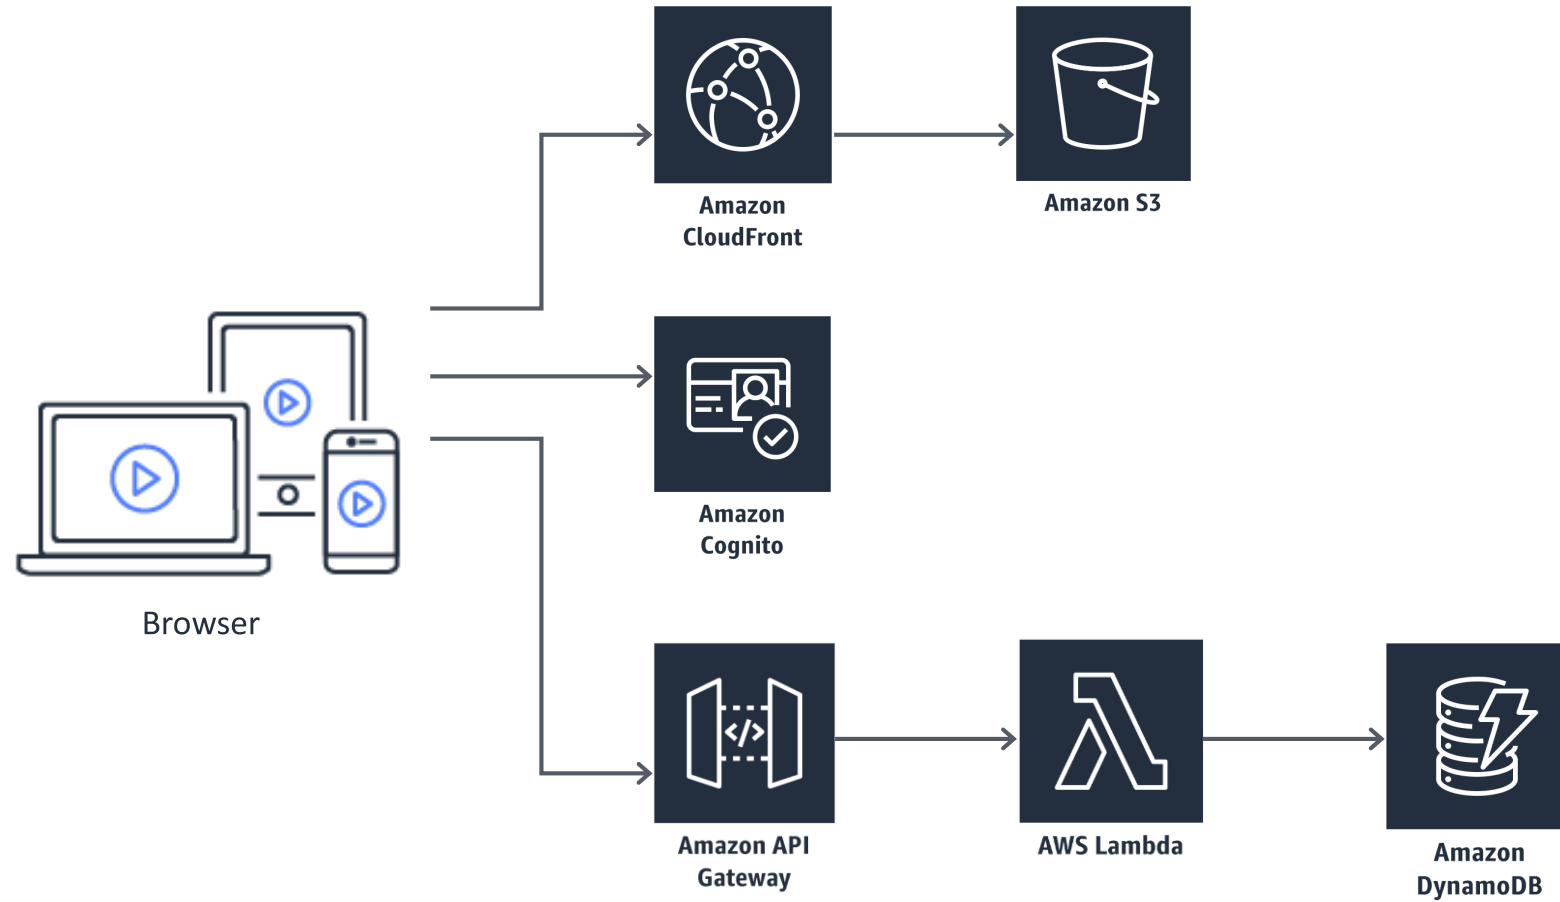 Amazon
CloudFront
Amazon S3
Amazon
Cognito
Browser
Amazon API
Gateway
AWS Lambda
Amazon
DynamoDB